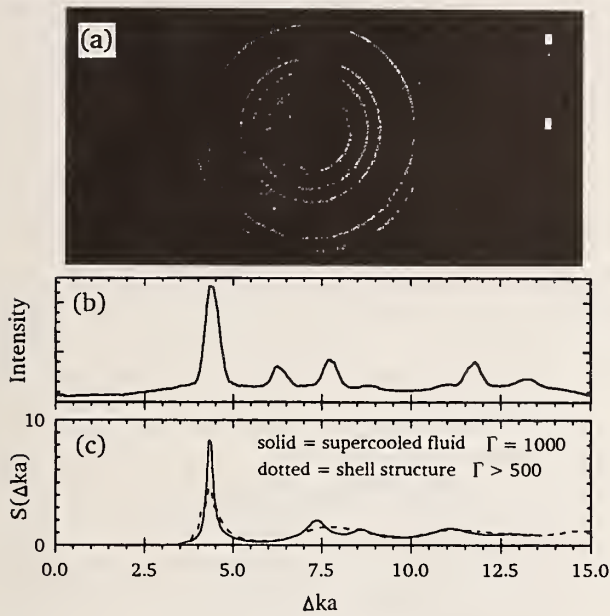 (a)
(b)
Intensity
(c)
10
0
S(Δka)
solid = supercooled fluid Γ = 1000
dotted = shell structure Γ > 500
0.0 2.5 5.0 7.5 10.0 12.5 15.0
Δka